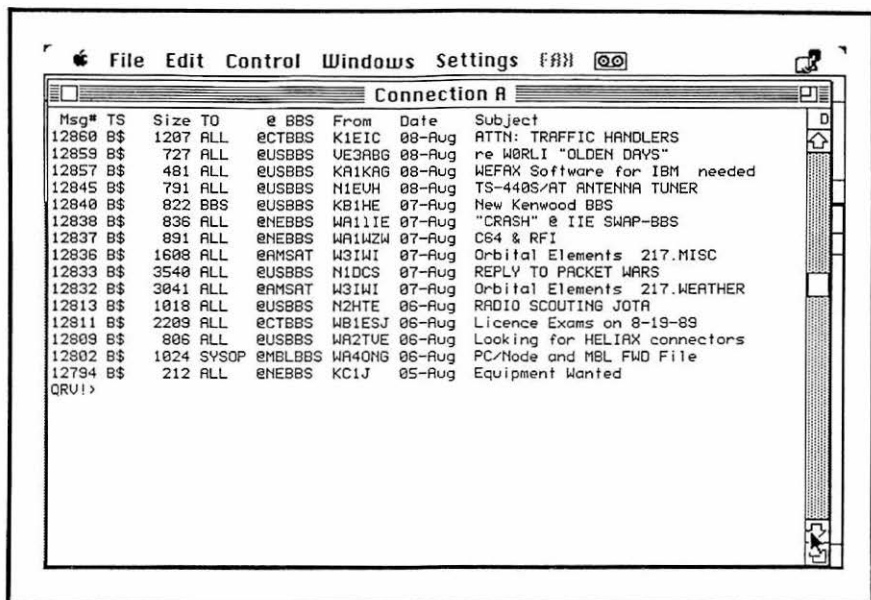 File Edit Control Windows Settings FAX
Connection A
Msg# TS Size TO @ BBS From Date Subject
12860 B$ 1207 ALL @CTBBS K1EIC 08-Aug ATTN: TRAFFIC HANDLERS
12859 B$ 727 ALL @USBBS VE3ABG 08-Aug re W0RLI "OLDEN DAYS"
12857 B$ 481 ALL @USBBS KA1KAG 08-Aug WEFAX Software for IBM needed
12845 B$ 791 ALL @USBBS N1EVH 08-Aug TS-440S/AT ANTENNA TUNER
12840 B$ 822 BBS @USBBS KB1HE 07-Aug New Kenwood BBS
12838 B$ 836 ALL @NEBBS WA1IIE 07-Aug "CRASH" @ IIE SWAP-BBS
12837 B$ 891 ALL @NEBBS WA1WZW 07-Aug C64 & RFI
12836 B$ 1608 ALL @AMSAT W3IWI 07-Aug Orbital Elements 217.MISC
12833 B$ 3540 ALL @USBBS N1DCS 07-Aug REPLY TO PACKET WARS
12832 B$ 3041 ALL @AMSAT W3IWI 07-Aug Orbital Elements 217.WEATHER
12813 B$ 1018 ALL @USBBS N2HTE 06-Aug RADIO SCOUTING JOTA
12811 B$ 2209 ALL @CTBBS WB1ESJ 06-Aug Licence Exams on 8-19-89
12809 B$ 806 ALL @USBBS WA2TVE 06-Aug Looking for HELIAX connectors
12802 B$ 1024 SYSOP @MBLBBS WA4ONG 06-Aug PC/Node and MBL FWD File
12794 B$ 212 ALL @NEBBS KC1J 05-Aug Equipment Wanted
QRV!>
D